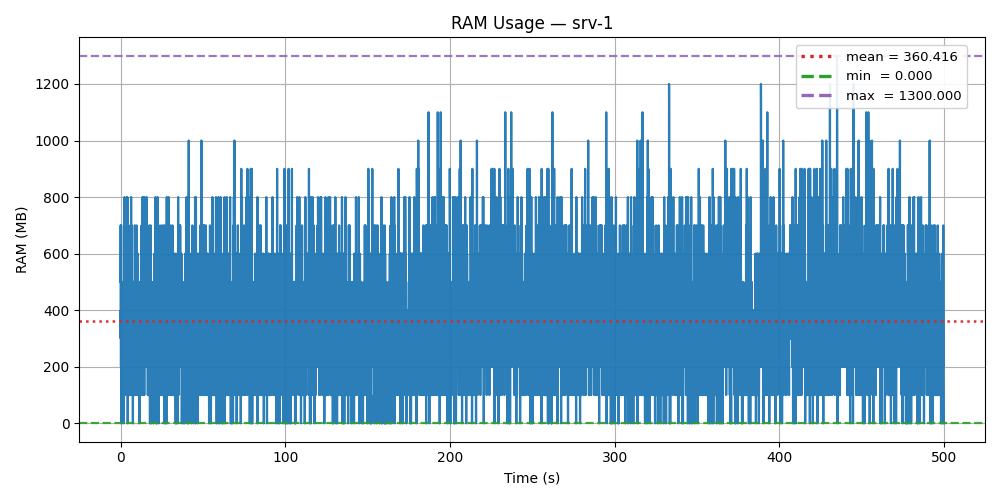 RAM Usage — srv-1
mean = 360.416
min  = 0.000
max  = 1300.000
RAM (MB)
1200
1000
800
600
400
200
0
0 100 200 300 400 500
Time (s)